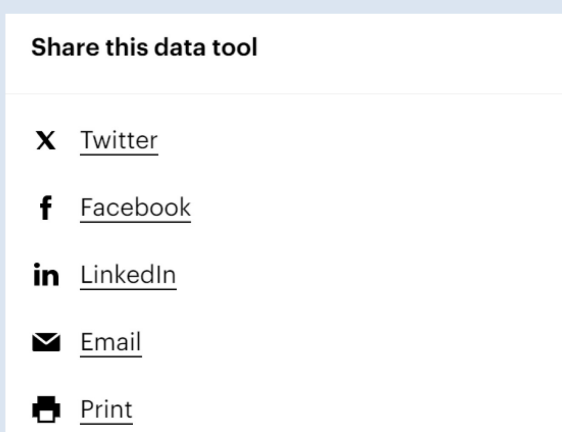 Share this data tool
X Twitter
f Facebook
in LinkedIn
Email
Print